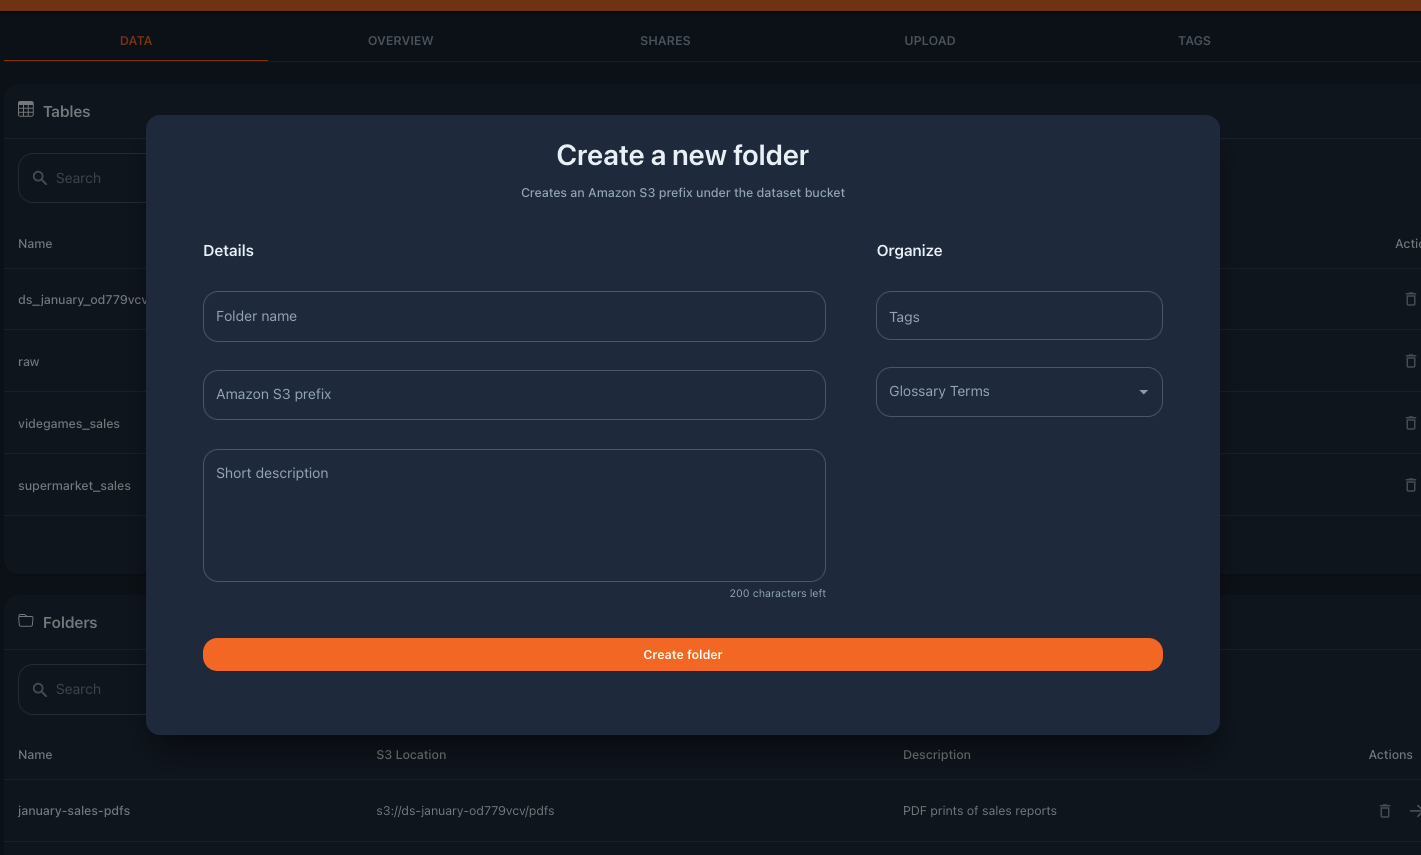 DATA OVERVIEW SHARES UPLOAD TAGS
Tables
Search
Name
ds_january_od779vcv
raw
videgames_sales
supermarket_sales
Create a new folder
Creates an Amazon S3 prefix under the dataset bucket
Details
Folder name
Amazon S3 prefix
Short description
200 characters left
Organize
Tags
Glossary Terms
Create folder
Folders
Search
Name S3 Location Description Actions
january-sales-pdfs s3://ds-january-od779vcv/pdfs PDF prints of sales reports